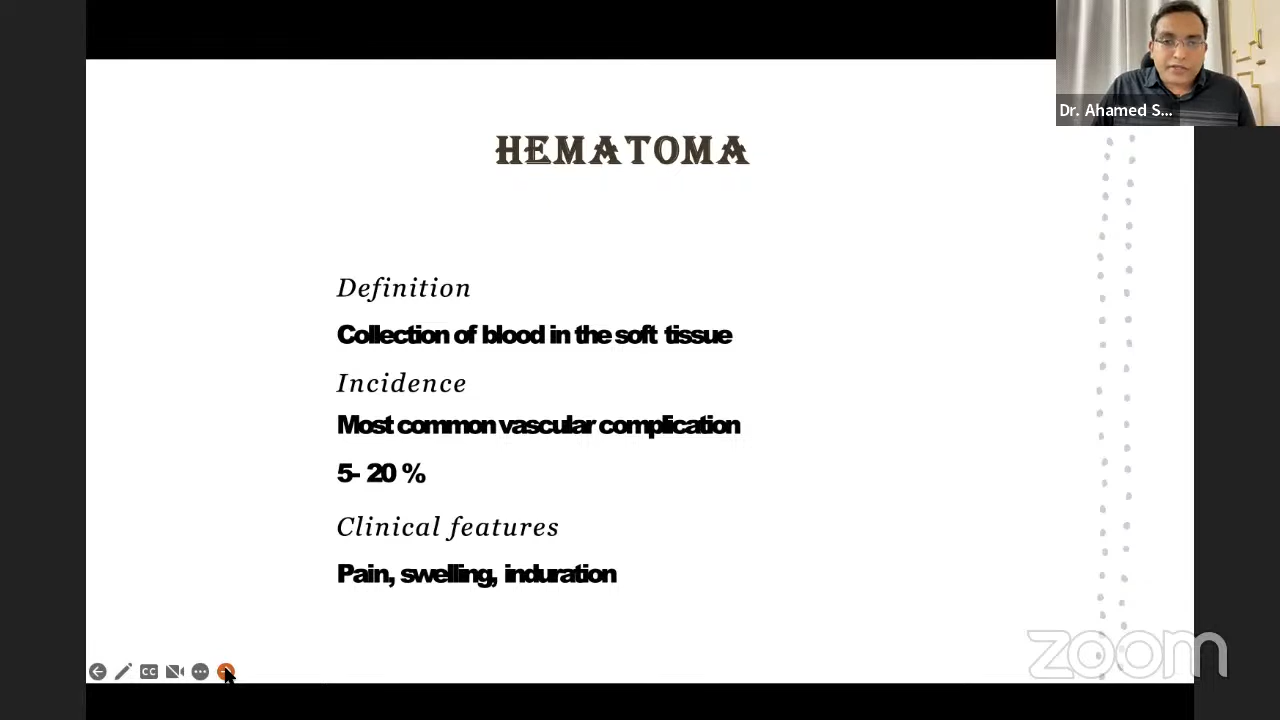 Dr. Ahamed S...
HEMATOMA
Definition
Collection of blood in the soft tissue
Incidence
Most common vascular complication
5- 20 %
Clinical features
Pain, swelling, induration
CC
zoom